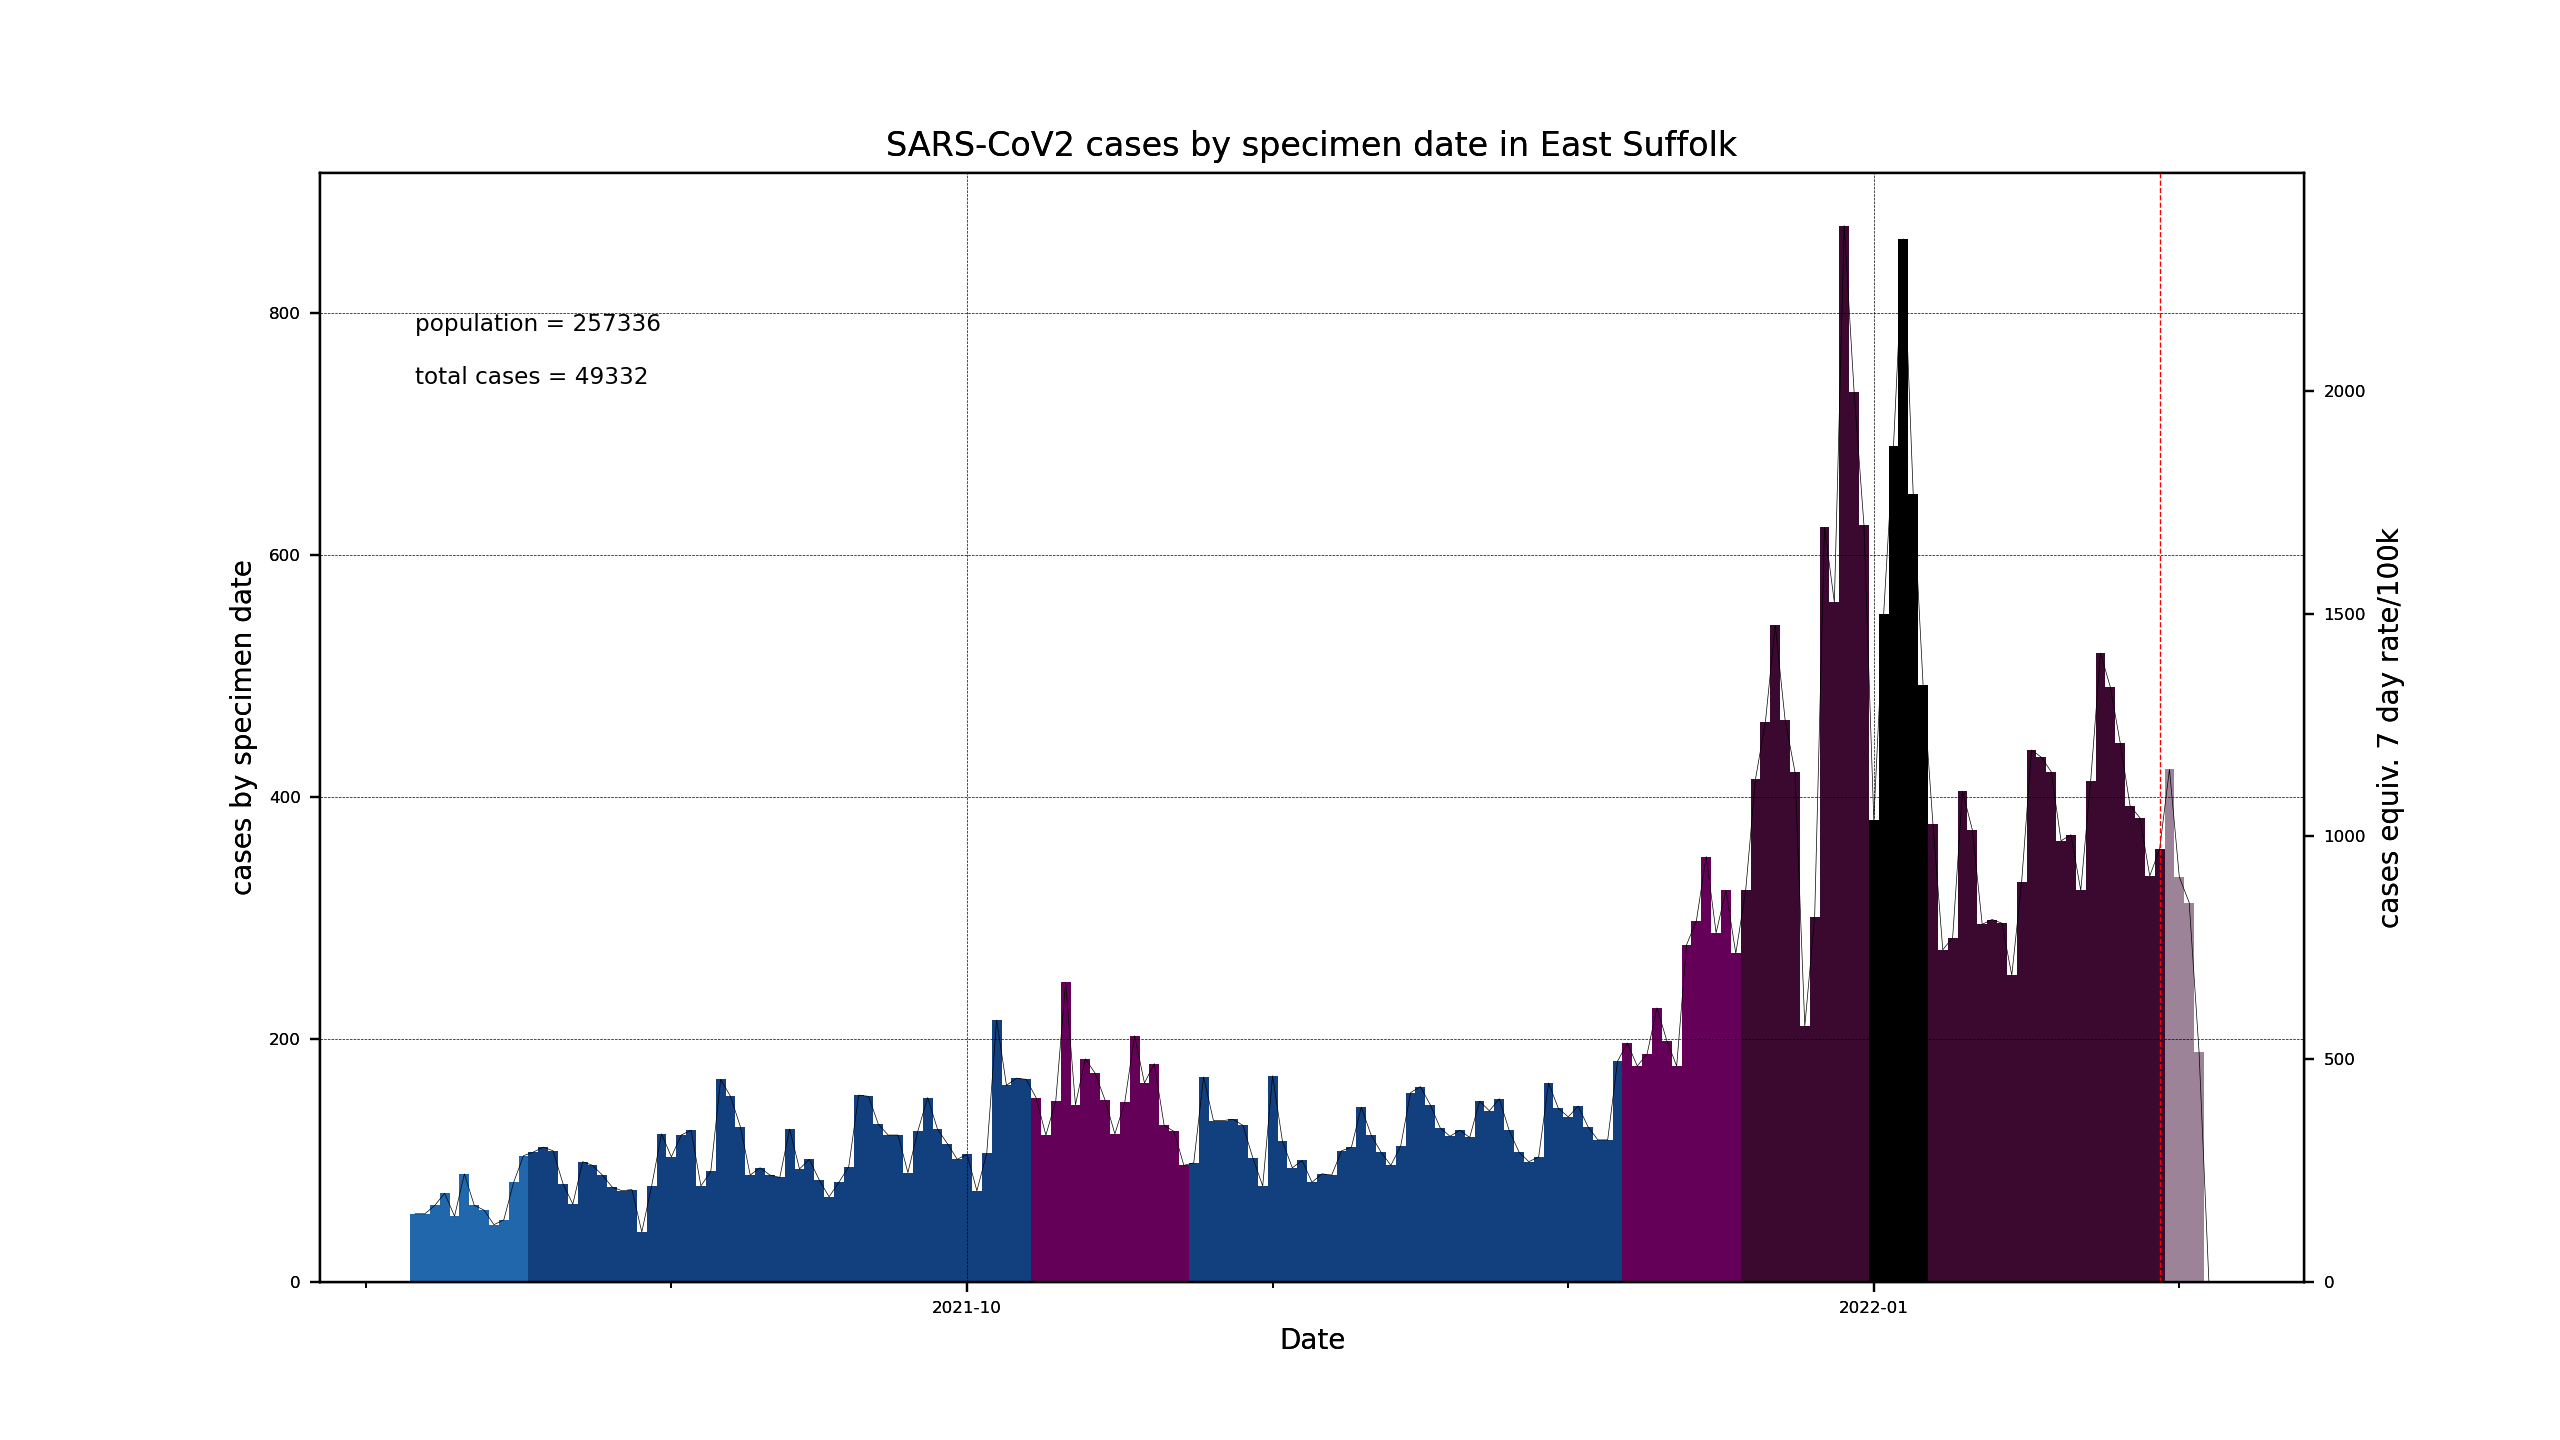 SARS-CoV2 cases by specimen date in East Suffolk
population = 257336
total cases = 49332
cases by specimen date
800
600
400
200
0
2000
1500
1000
500
0
cases equiv. 7 day rate/100k
2021-10
2022-01
Date